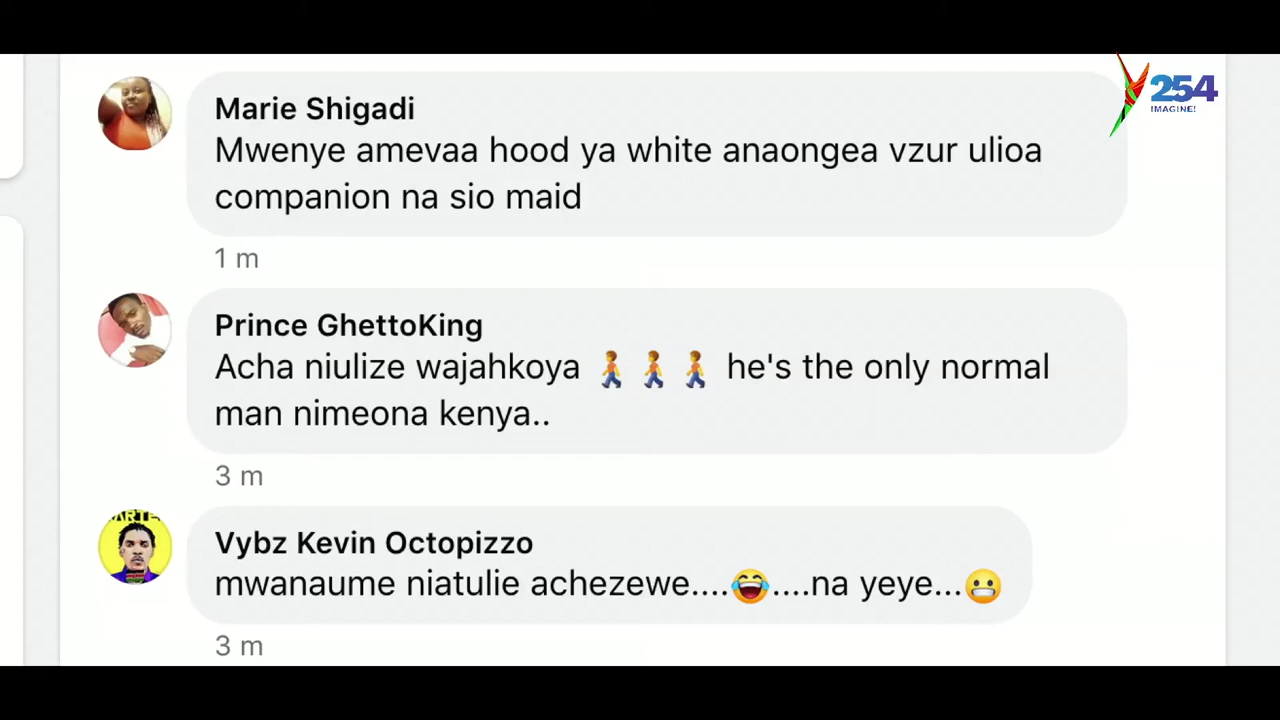 254
IMAGINE!
Marie Shigadi
Mwenye amevaa hood ya white anaongea vzur ulioa
companion na sio maid
1 m
Prince GhettoKing
Acha niulize wajahkoya 🚶🚶🚶 he's the only normal
man nimeona kenya..
3 m
Vybz Kevin Octopizzo
mwanaume niatulie achezewe....😂....na yeye...😬
3 m